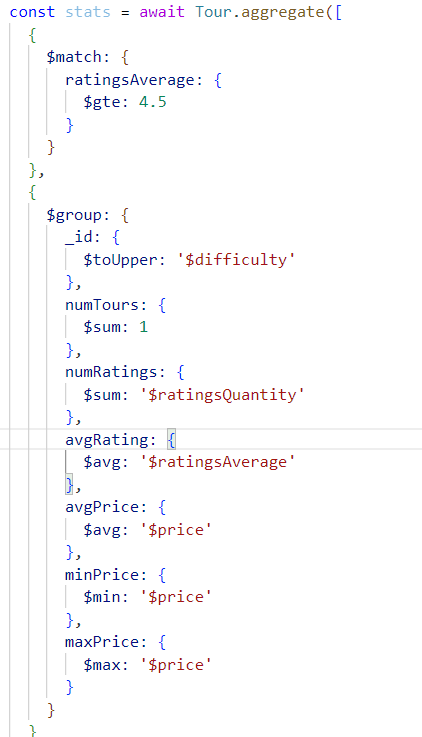 const stats = await Tour.aggregate([
{
$match: {
ratingsAverage: {
$gte: 4.5
}
}
},
{
$group: {
_id: {
$toUpper: '$difficulty'
},
numTours: {
$sum: 1
},
numRatings: {
$sum: '$ratingsQuantity'
},
avgRating: {
$avg: '$ratingsAverage'
},
avgPrice: {
$avg: '$price'
},
minPrice: {
$min: '$price'
},
maxPrice: {
$max: '$price'
}
}
}